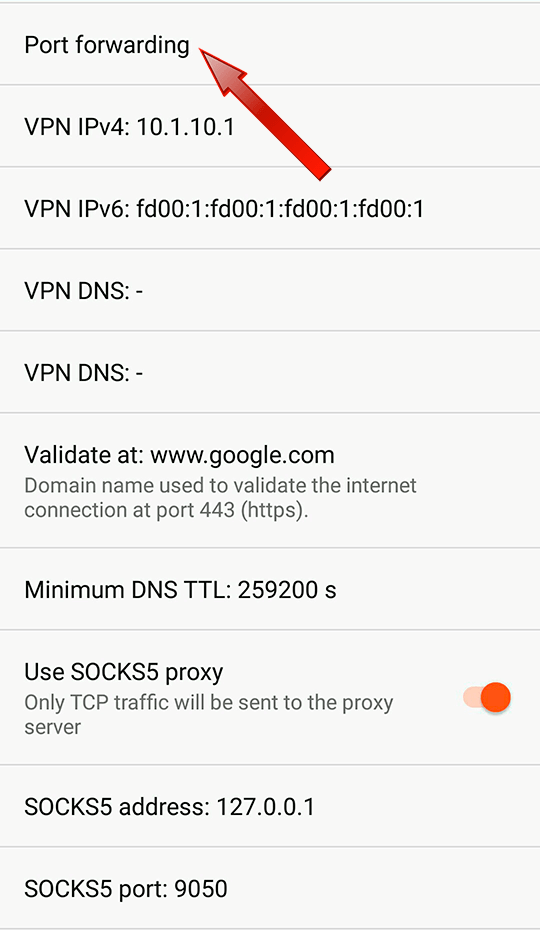 Port forwarding
VPN IPv4: 10.1.10.1
VPN IPv6: fd00:1:fd00:1:fd00:1:fd00:1
VPN DNS: -
VPN DNS: -
Validate at: www.google.com
Domain name used to validate the internet
connection at port 443 (https).
Minimum DNS TTL: 259200 s
Use SOCKS5 proxy
Only TCP traffic will be sent to the proxy
server
SOCKS5 address: 127.0.0.1
SOCKS5 port: 9050